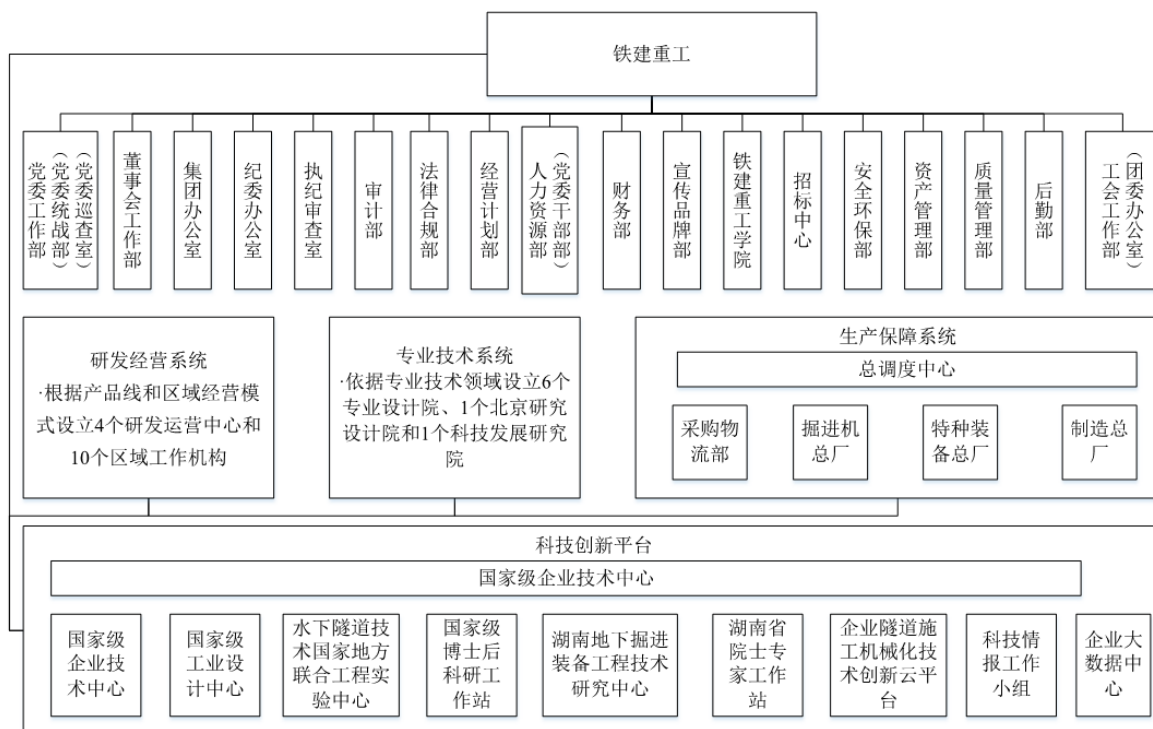 铁建重工
党委工作部
（党委统战部）
（党委巡查室）
董事会工作部
集团办公室
纪委办公室
执纪审查室
审计部
法律合规部
经营计划部
人力资源部
（党委干部部）
财务部
宣传品牌部
铁建重工学院
招标中心
安全环保部
资产管理部
质量管理部
后勤部
工会工作部
（团委办公室）
研发经营系统
·根据产品线和区域经营模
式设立4个研发运营中心和
10个区域工作机构
专业技术系统
·依据专业技术领域设立6个
专业设计院、1个北京研究
设计院和1个科技发展研究
院
生产保障系统
总调度中心
采购物
流部
掘进机
总厂
特种装
备总厂
制造总
厂
科技创新平台
国家级企业技术中心
国家级
企业技
术中心
国家级
工业设
计中心
水下隧道技
术国家地方
联合工程实
验中心
国家级
博士后
科研工
作站
湖南地下掘进
装备工程技术
研究中心
湖南省
院士专
家工作
站
企业隧道施
工机械化技
术创新云平
台
科技情
报工作
小组
企业大
数据中
心